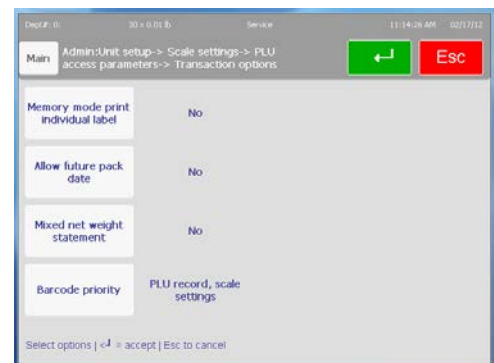 Dept.#: 0: 30 x 0.01 lb Service 11:14:26 AM 02/17/12
Main
Admin:Unit setup-> Scale settings-> PLU
access parameters-> Transaction options
Esc
Memory mode print
individual label
No
Allow future pack
date
No
Mixed net weight
statement
No
Barcode priority
PLU record, scale
settings
Select options | ↵ = accept | Esc to cancel